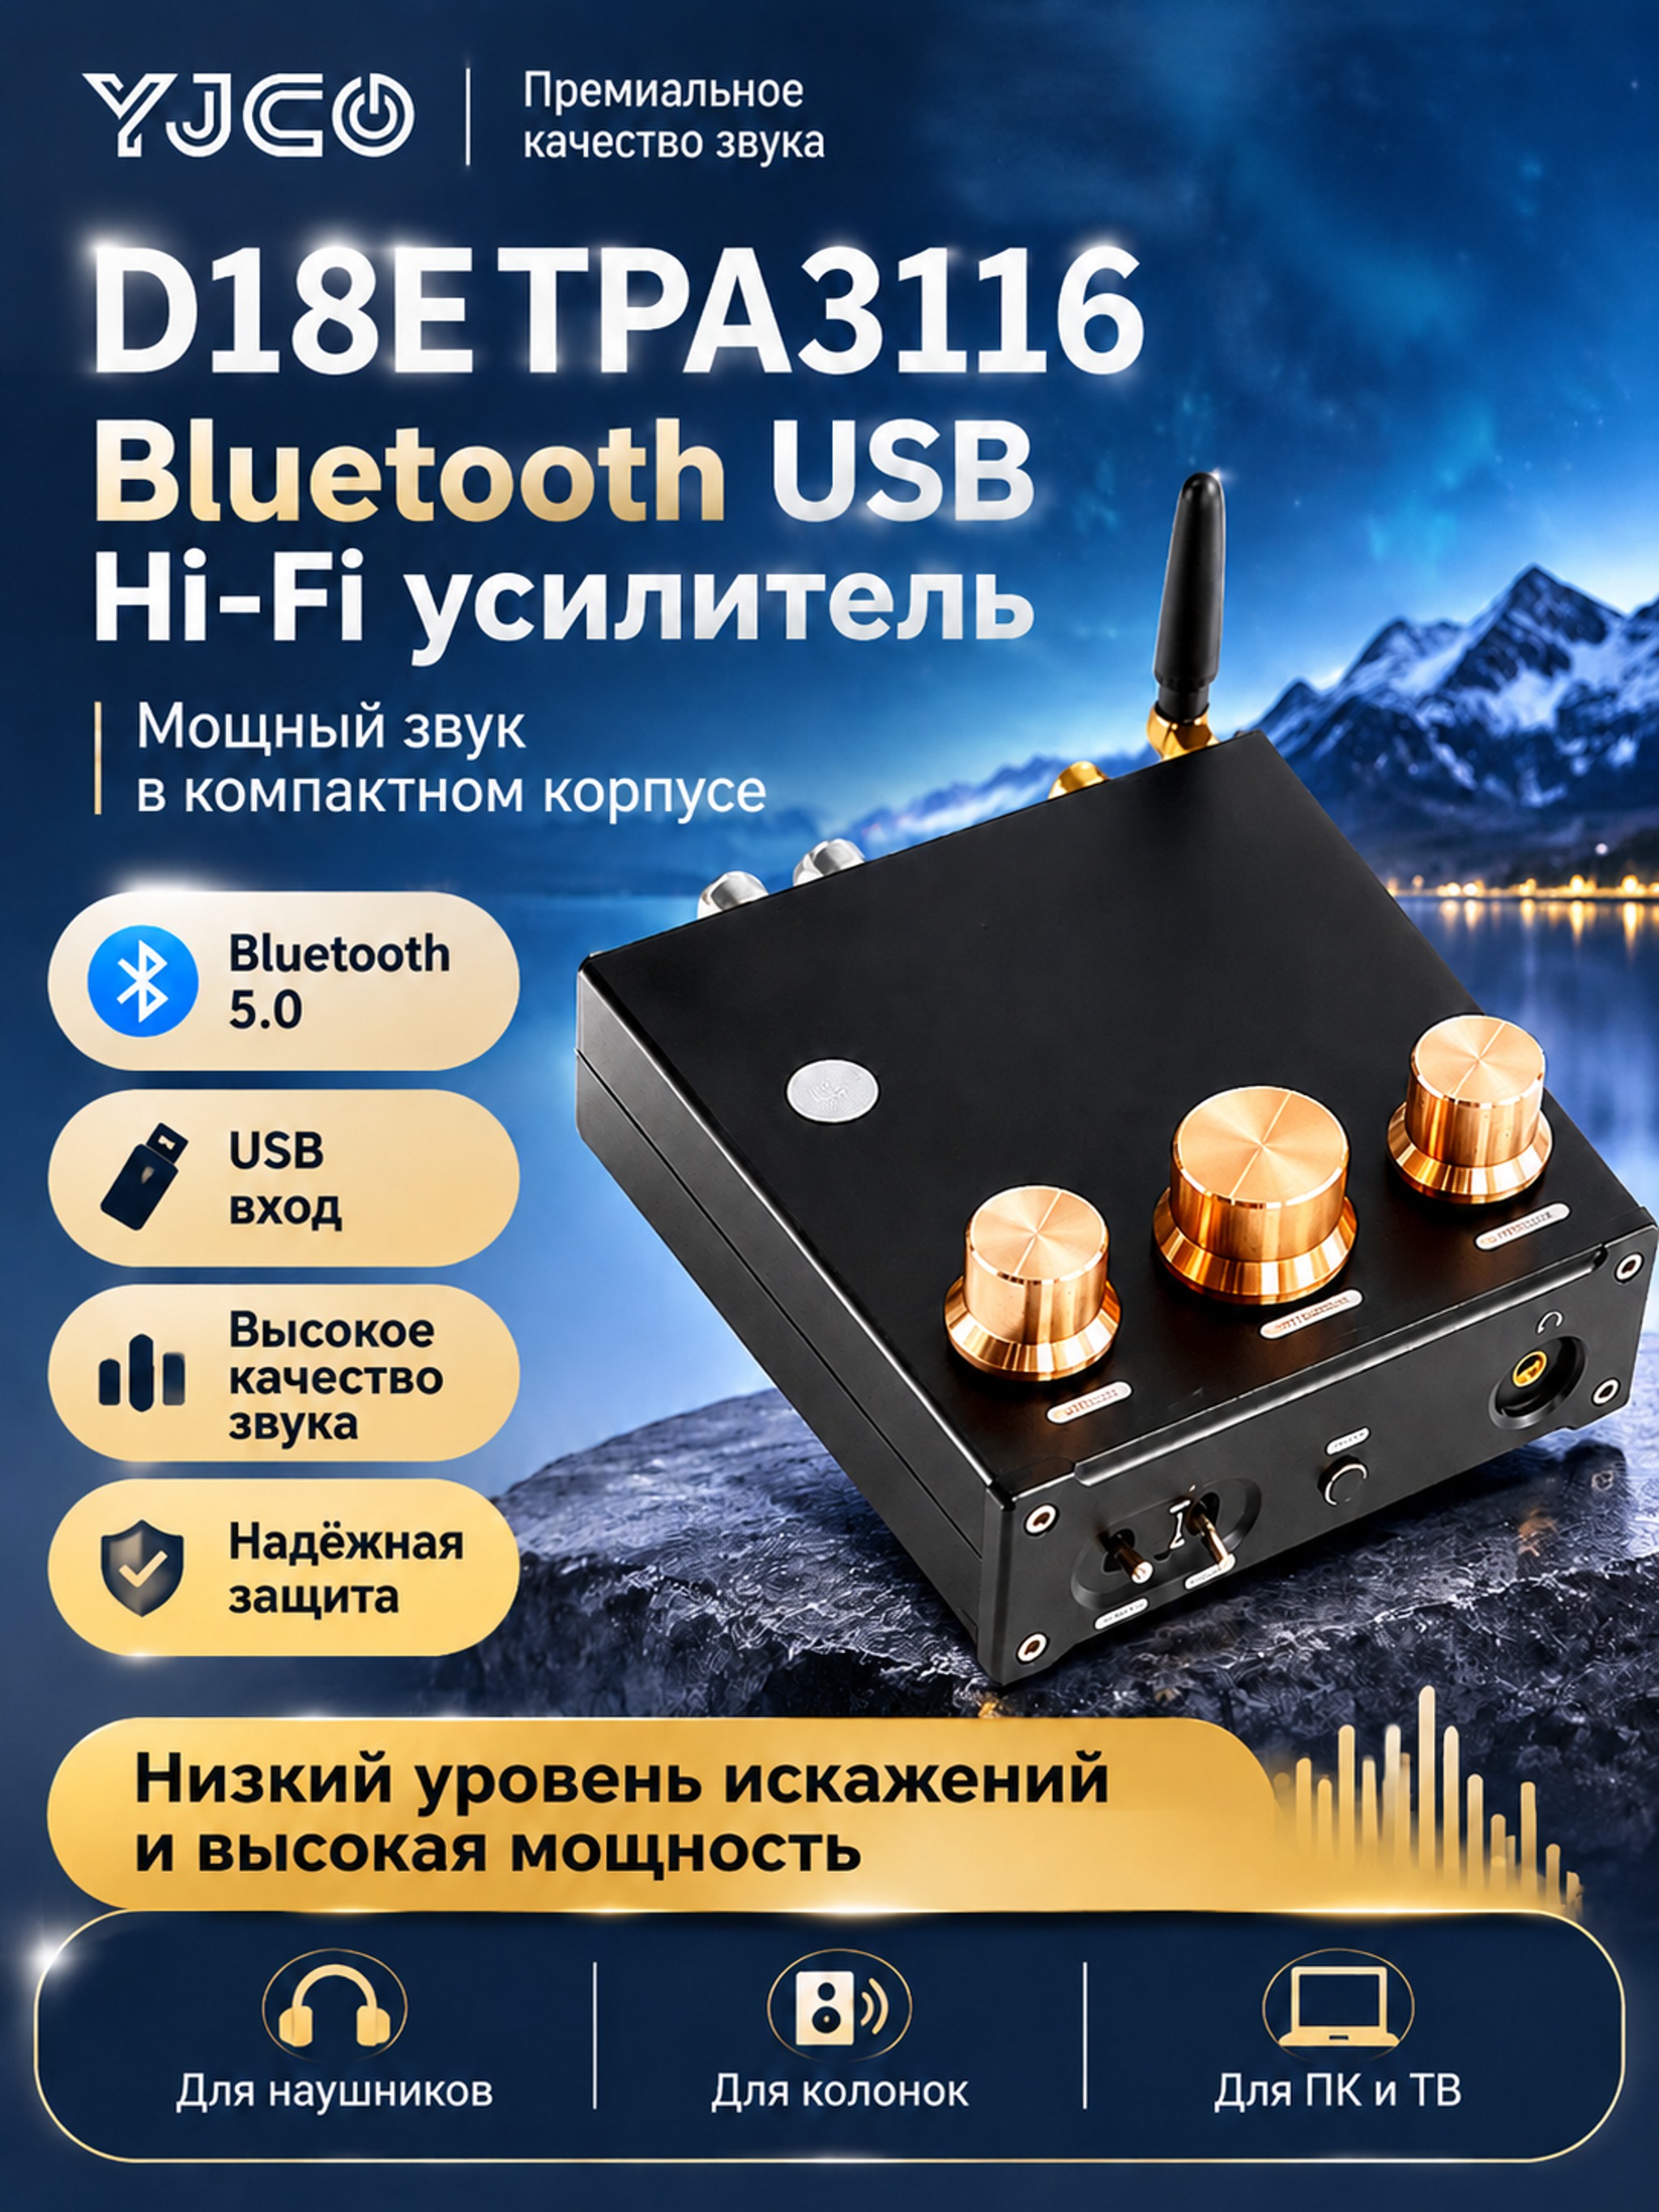 YJCO
Премиальное
качество звука
D18E TPA3116
Bluetooth USB
Hi-Fi усилитель
Мощный звук
в компактном корпусе
Bluetooth
5.0
USB
вход
Высокое
качество
звука
Надёжная
защита
Низкий уровень искажений
и высокая мощность
Для наушников
Для колонок
Для ПК и ТВ